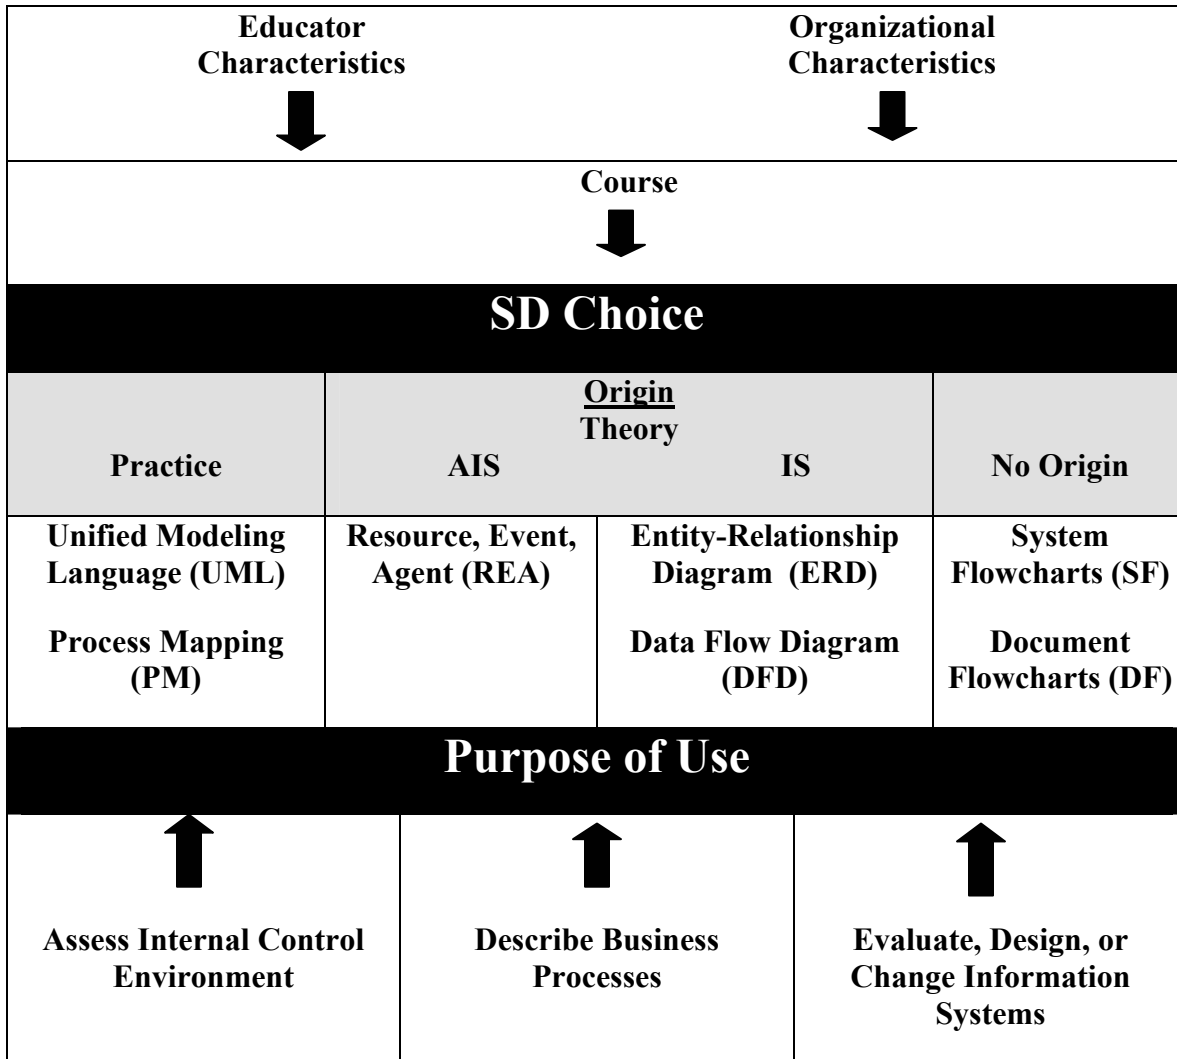 Educator
Characteristics
Organizational
Characteristics
Course
SD Choice
Origin
Theory
Practice
AIS
IS
No Origin
Unified Modeling
Language (UML)
Process Mapping
(PM)
Resource, Event,
Agent (REA)
Entity-Relationship
Diagram (ERD)
Data Flow Diagram
(DFD)
System
Flowcharts (SF)
Document
Flowcharts (DF)
Purpose of Use
Assess Internal Control
Environment
Describe Business
Processes
Evaluate, Design, or
Change Information
Systems